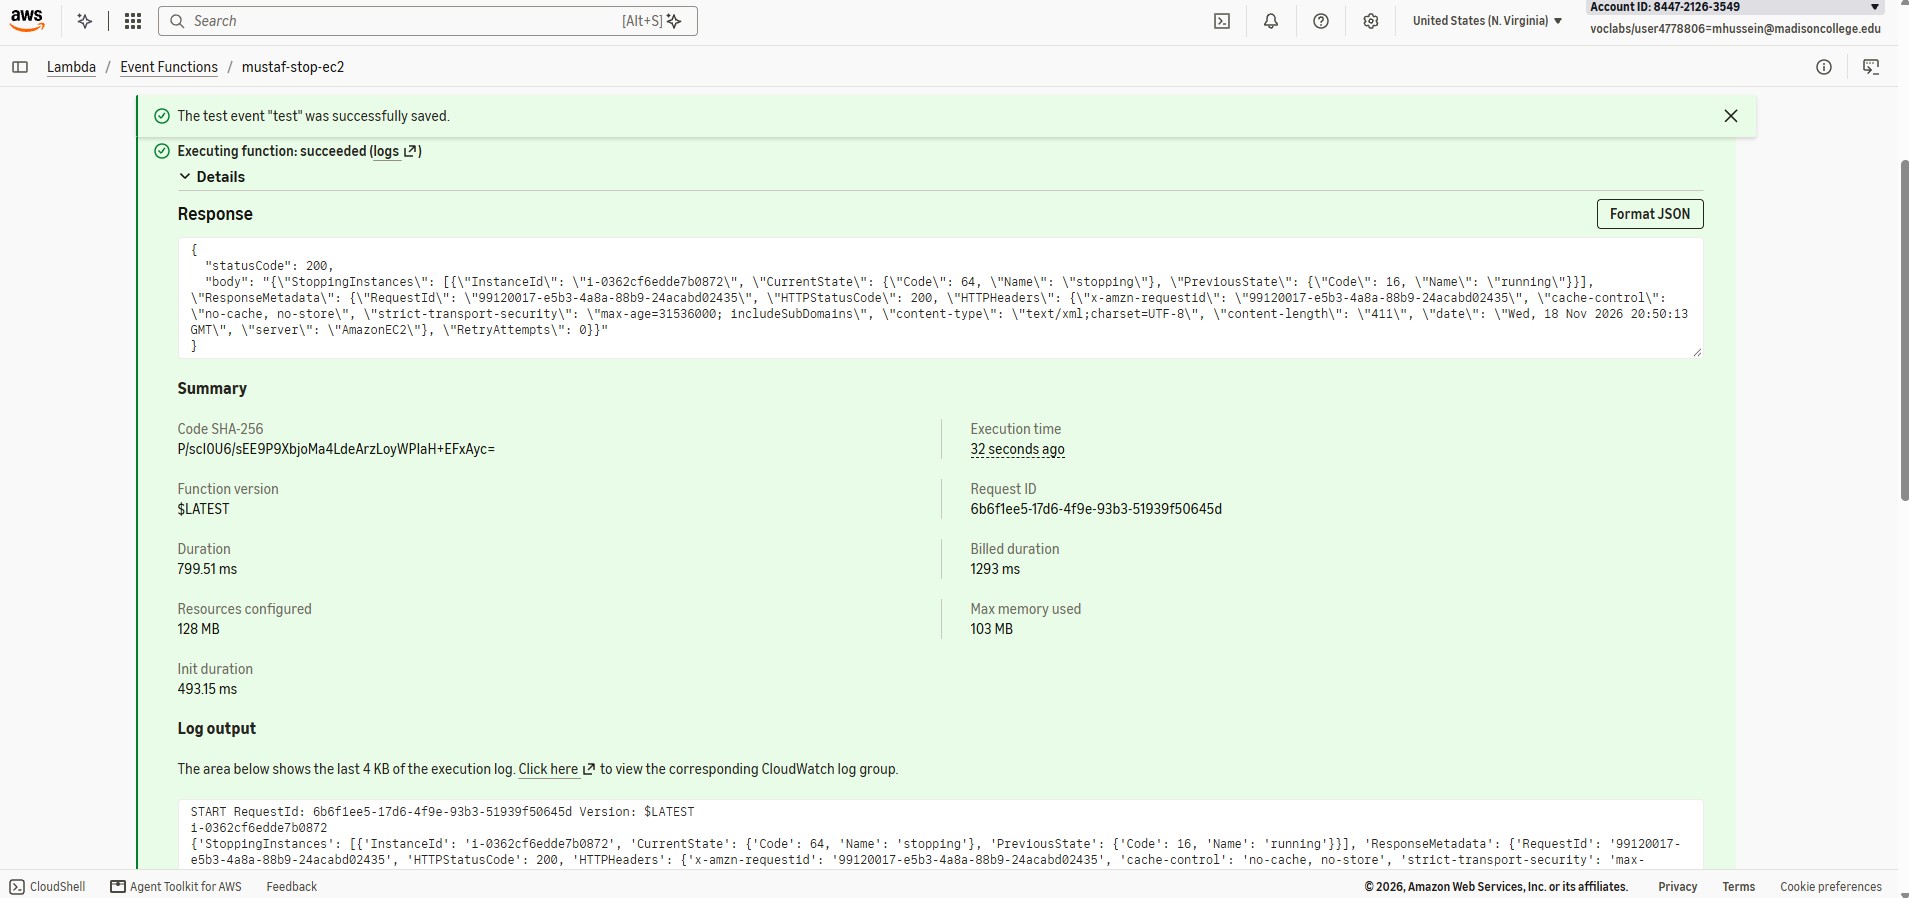 aws
Search
[Alt+S]
United States (N. Virginia)
Account ID: 8447-2126-3549
voclabs/user4778806=mhussein@madisoncollege.edu
Lambda / Event Functions / mustaf-stop-ec2
The test event "test" was successfully saved.
Executing function: succeeded (logs )
Details
Response
Format JSON
{
"statusCode": 200,
"body": "{\"StoppingInstances\": [{\"InstanceId\": \"i-0362cf6edde7b0872\", \"CurrentState\": {\"Code\": 64, \"Name\": \"stopping\"}, \"PreviousState\": {\"Code\": 16, \"Name\": \"running\"}}],
\"ResponseMetadata\": {\"RequestId\": \"99120017-e5b3-4a8a-88b9-24acabd02435\", \"HTTPStatusCode\": 200, \"HTTPHeaders\": {\"x-amzn-requestid\": \"99120017-e5b3-4a8a-88b9-24acabd02435\", \"cache-control\":
\"no-cache, no-store\", \"strict-transport-security\": \"max-age=31536000; includeSubDomains\", \"content-type\": \"text/xml;charset=UTF-8\", \"content-length\": \"411\", \"date\": \"Wed, 18 Nov 2026 20:50:13
GMT\", \"server\": \"AmazonEC2\"}, \"RetryAttempts\": 0}}"
}
Summary
Code SHA-256
P/scI0U6/sEE9P9XbjoMa4LdeArzLoyWPIaH+EFxAyc=
Execution time
32 seconds ago
Function version
$LATEST
Request ID
6b6f1ee5-17d6-4f9e-93b3-51939f50645d
Duration
799.51 ms
Billed duration
1293 ms
Resources configured
128 MB
Max memory used
103 MB
Init duration
493.15 ms
Log output
The area below shows the last 4 KB of the execution log. Click here to view the corresponding CloudWatch log group.
START RequestId: 6b6f1ee5-17d6-4f9e-93b3-51939f50645d Version: $LATEST
i-0362cf6edde7b0872
{'StoppingInstances': [{'InstanceId': 'i-0362cf6edde7b0872', 'CurrentState': {'Code': 64, 'Name': 'stopping'}, 'PreviousState': {'Code': 16, 'Name': 'running'}}], 'ResponseMetadata': {'RequestId': '99120017-
e5b3-4a8a-88b9-24acabd02435', 'HTTPStatusCode': 200, 'HTTPHeaders': {'x-amzn-requestid': '99120017-e5b3-4a8a-88b9-24acabd02435', 'cache-control': 'no-cache, no-store', 'strict-transport-security': 'max-
CloudShell
Agent Toolkit for AWS
Feedback
© 2026, Amazon Web Services, Inc. or its affiliates.
Privacy
Terms
Cookie preferences